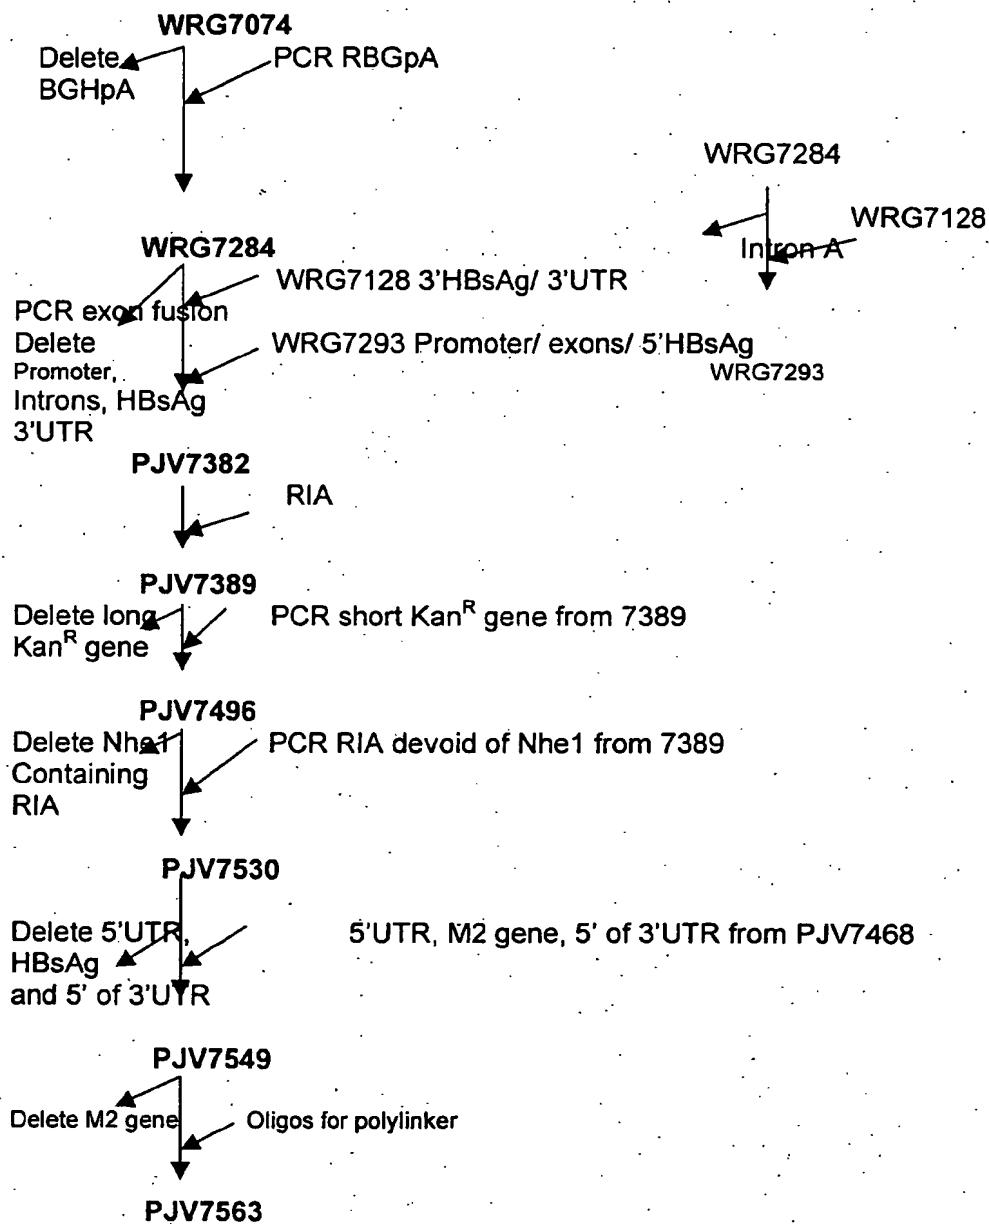 WRG7074
Delete
BGHpA
PCR RBGpA
WRG7284
WRG7128
Intron A
WRG7293
WRG7284
WRG7128 3'HBsAg/ 3'UTR
PCR exon fusion
Delete
Promoter,
Introns, HBsAg
3'UTR
WRG7293 Promoter/ exons/ 5'HBsAg
PJV7382
RIA
PJV7389
Delete long
Kan^R gene
PCR short Kan^R gene from 7389
PJV7496
Delete Nhe1
Containing
RIA
PCR RIA devoid of Nhe1 from 7389
PJV7530
Delete 5'UTR,
HBsAg
and 5' of 3'UTR
5'UTR, M2 gene, 5' of 3'UTR from PJV7468
PJV7549
Delete M2 gene
Oligos for polylinker
PJV7563